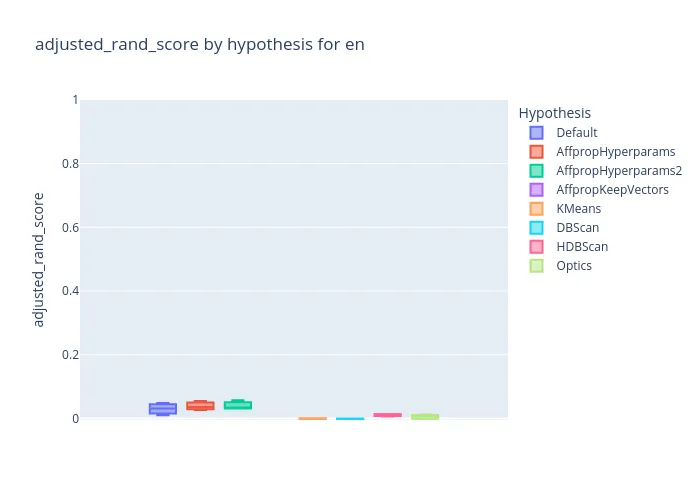 adjusted_rand_score by hypothesis for en
1
0.8
0.6
0.4
0.2
0
adjusted_rand_score
Hypothesis
Default
AffpropHyperparams
AffpropHyperparams2
AffpropKeepVectors
KMeans
DBScan
HDBScan
Optics